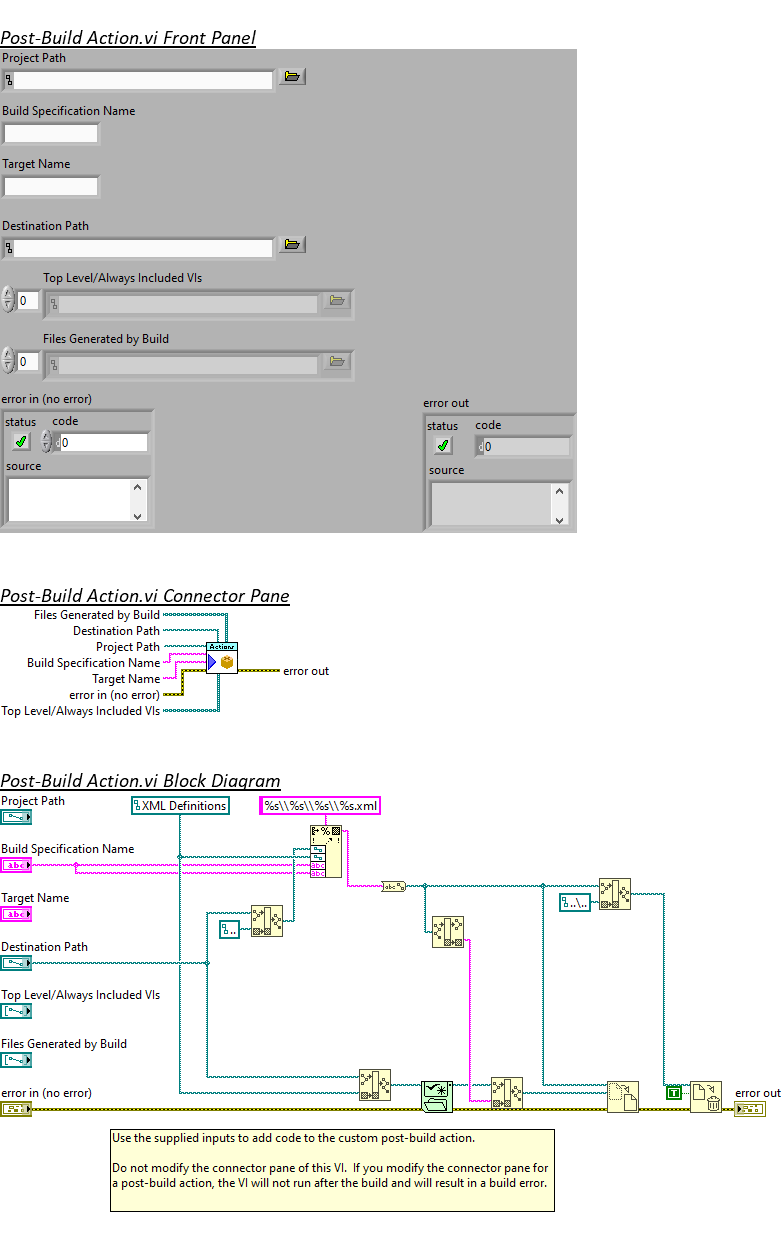 Post-Build Action.vi Front Panel
Project Path
Build Specification Name
Target Name
Destination Path
Top Level/Always Included VIs
0
Files Generated by Build
0
error in (no error)
status code
0
source
error out
status code
d0
source
Post-Build Action.vi Connector Pane
Files Generated by Build
Destination Path
Project Path
Build Specification Name
Target Name
error in (no error)
Top Level/Always Included VIs
Actions
error out
Post-Build Action.vi Block Diagram
Project Path
XML Definitions
%s\\%s\\%s\\%s.xml
Build Specification Name
abc
Target Name
abc
Destination Path
Top Level/Always Included VIs
Files Generated by Build
error in (no error)
%
abc
abc
abc
..
..\..
T
error out
Use the supplied inputs to add code to the custom post-build action.
Do not modify the connector pane of this VI. If you modify the connector pane for
a post-build action, the VI will not run after the build and will result in a build error.